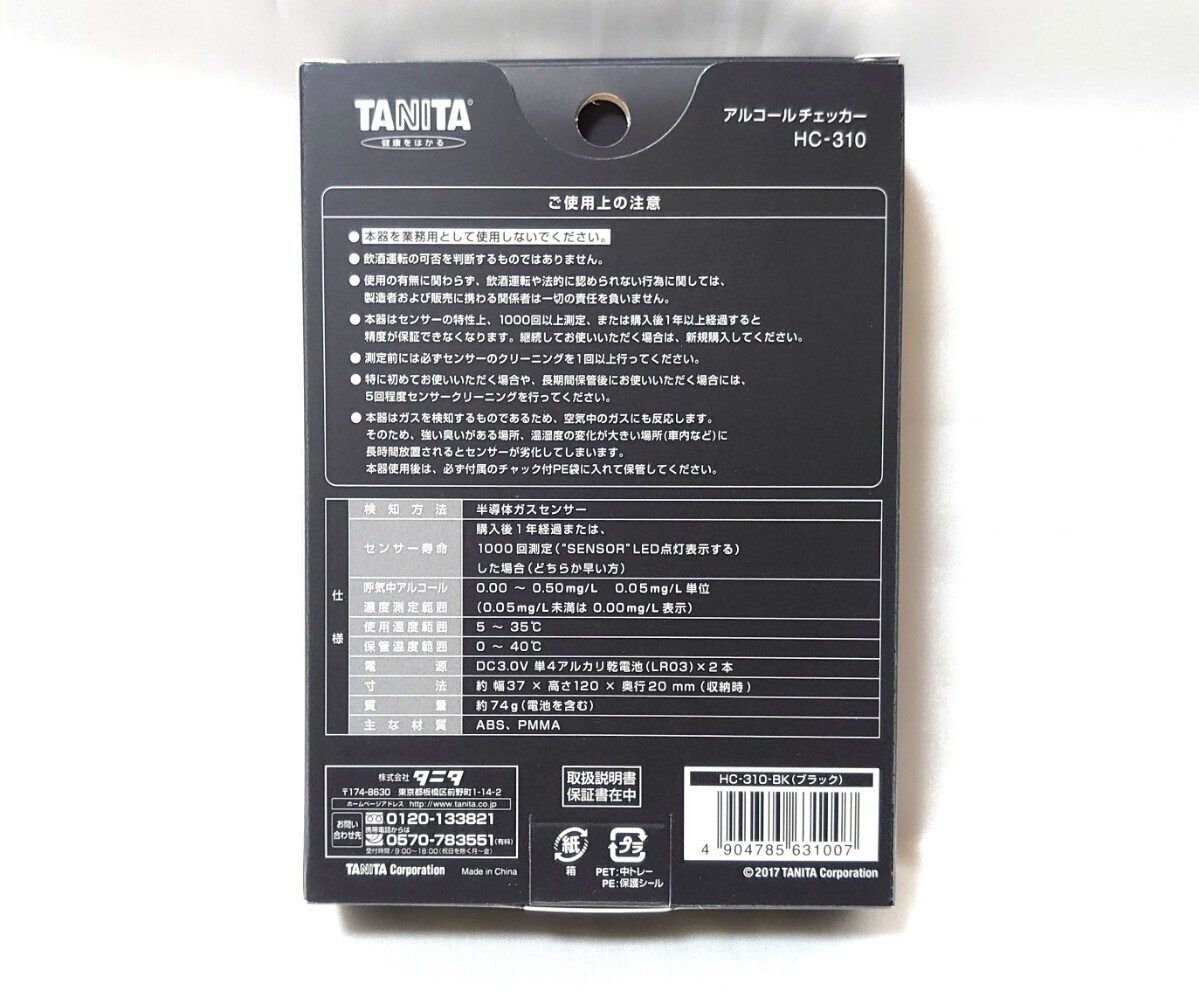 TANITA®
健康をはかる
アルコールチェッカー
HC-310
ご使用上の注意
● 本器を業務用として使用しないでください。
● 飲酒運転の可否を判断するものではありません。
● 使用の有無に関わらず、飲酒運転や法的に認められない行為に関しては、
製造者および販売に携わる関係者は一切の責任を負いません。
● 本器はセンサーの特性上、1000回以上測定、または購入後1年以上経過すると
精度が保証できなくなります。継続してお使いいただく場合は、新規購入してください。
● 測定前には必ずセンサーのクリーニングを1回以上行ってください。
● 特に初めてお使いいただく場合や、長期間保管後にお使いいただく場合には、
5回程度センサークリーニングを行ってください。
● 本器はガスを検知するものであるため、空気中のガスにも反応します。
そのため、強い臭いがある場所、温湿度の変化が大きい場所(車内など)に
長時間放置されるとセンサーが劣化してしまいます。
本器使用後は、必ず付属のチャック付PE袋に入れて保管してください。
仕様
検知方法 半導体ガスセンサー
センサー寿命 購入後1年経過または、
1000回測定("SENSOR"LED点灯表示する)
した場合(どちらか早い方)
呼気中アルコール 0.00 ～ 0.50mg/L 0.05mg/L単位
濃度測定範囲 (0.05mg/L未満は 0.00mg/L表示)
使用温度範囲 5 ～ 35℃
保管温度範囲 0 ～ 40℃
電源 DC3.0V 単4アルカリ乾電池(LR03)×2本
寸法 約 幅37 × 高さ120 × 奥行20 mm(収納時)
質量 約74g(電池を含む)
主な材質 ABS、PMMA
株式会社 タニタ
〒174-8630 東京都板橋区前野町1-14-2
ホームページアドレス http://www.tanita.co.jp
お問い合わせ先
0120-133821
携帯電話からは
0570-783551(有料)
受付時間/9:00〜18:00(祝日を除く月〜金)
TANITA Corporation Made in China
取扱説明書
保証書在中
紙
箱
プラ
PET:中トレー
PE:保護シール
HC-310-BK(ブラック)
4 904785 631007
©2017 TANITA Corporation